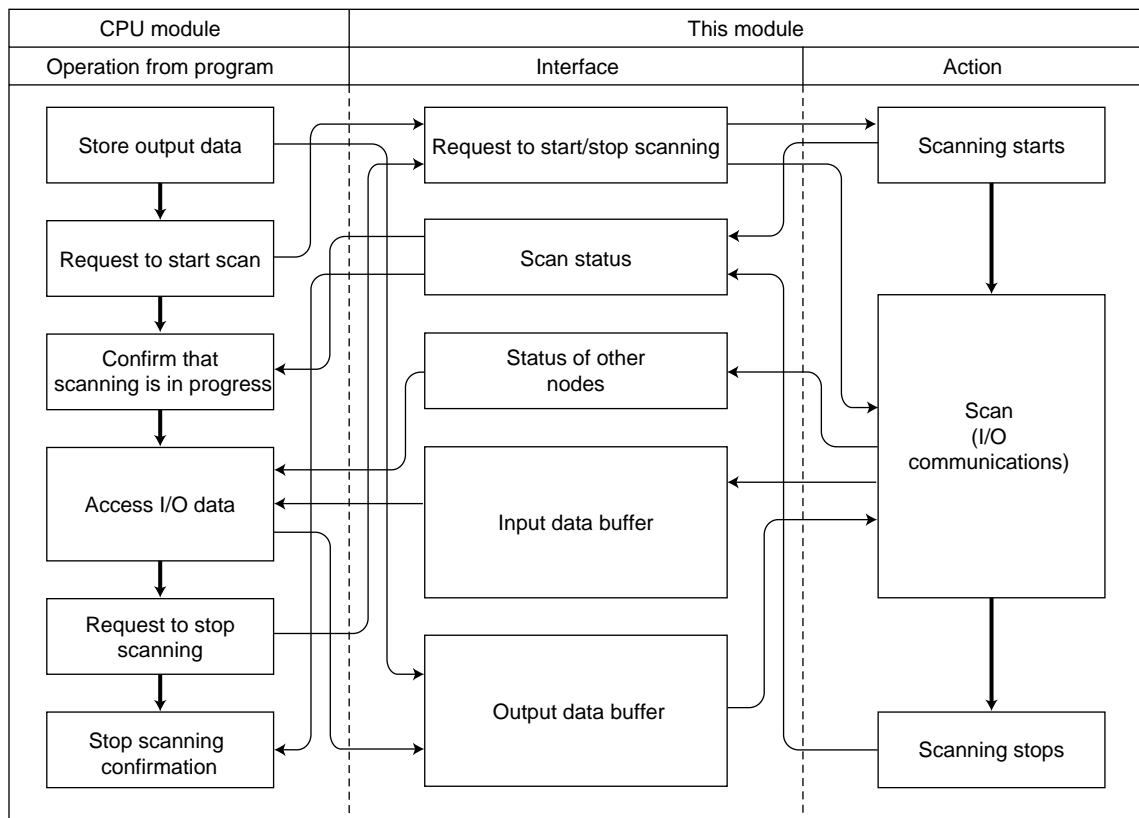 CPU module
This module
Operation from program
Interface
Action
Store output data
Request to start scan
Confirm that
scanning is in progress
Access I/O data
Request to stop
scanning
Stop scanning
confirmation
Request to start/stop scanning
Scan status
Status of other
nodes
Input data buffer
Output data buffer
Scanning starts
Scan
(I/O
communications)
Scanning stops